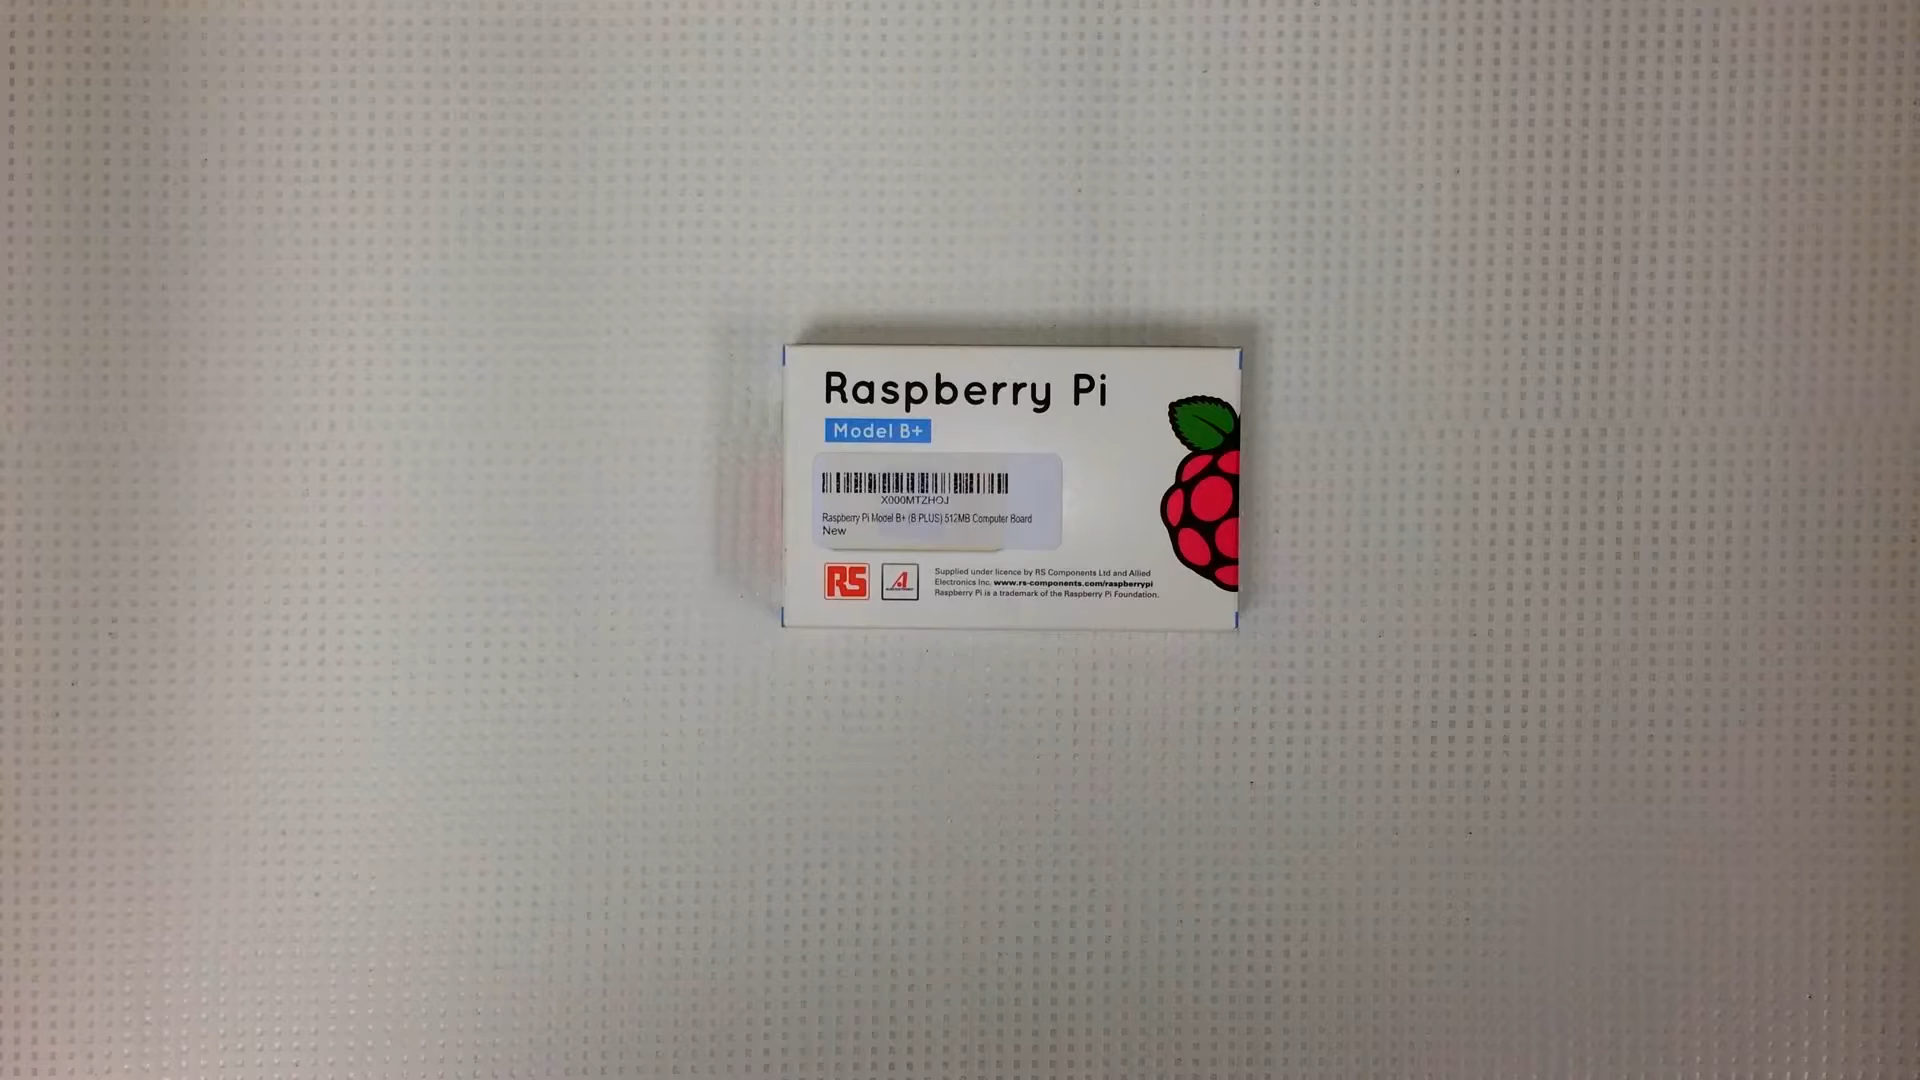 Raspberry Pi
Model B+
X000MTZHOJ
Raspberry Pi Model B+ (B PLUS) 512MB Computer Board
New
RS
A
Supplied under licence by RS Components Ltd and Allied
Electronics Inc. www.rs-components.com/raspberrypi
Raspberry Pi is a trademark of the Raspberry Pi Foundation.